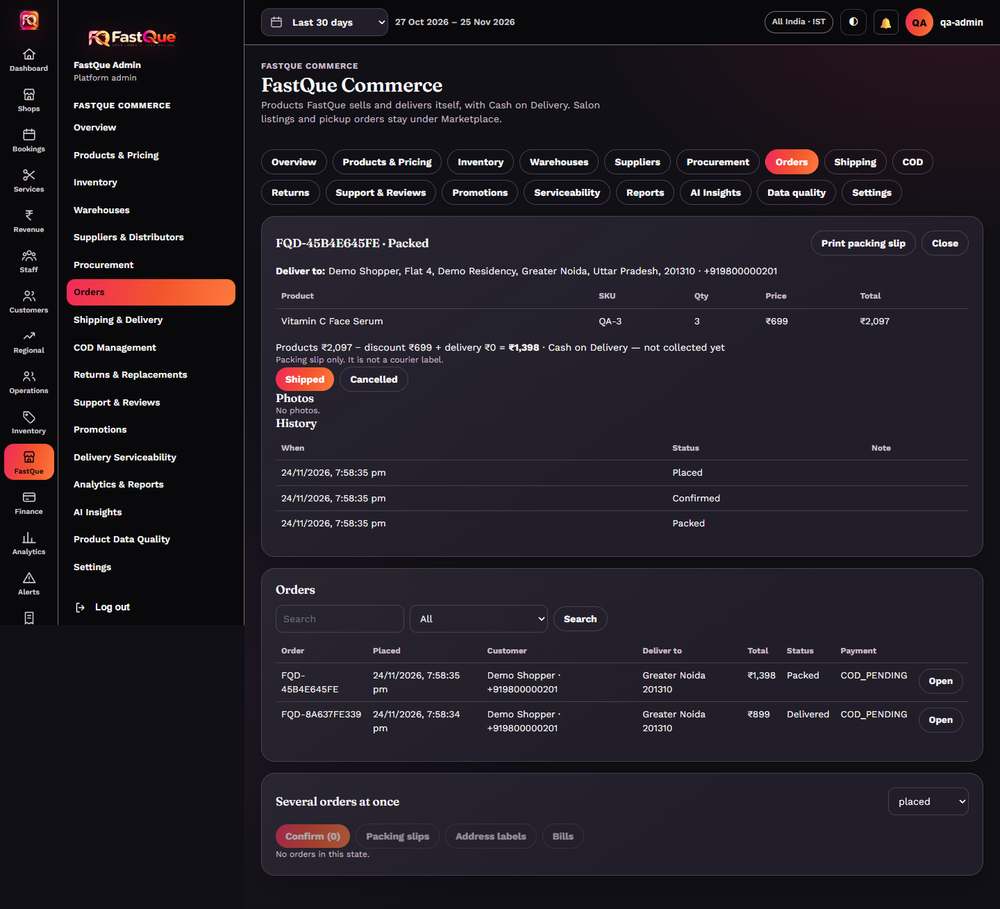 Last 30 days
27 Oct 2026 – 25 Nov 2026
All India · IST
QA
qa-admin
Dashboard
Shops
Bookings
Services
Revenue
Staff
Customers
Regional
Operations
Inventory
FastQue
Finance
Analytics
Alerts
FastQue
FastQue Admin
Platform admin
FASTQUE COMMERCE
Overview
Products & Pricing
Inventory
Warehouses
Suppliers & Distributors
Procurement
Orders
Shipping & Delivery
COD Management
Returns & Replacements
Support & Reviews
Promotions
Delivery Serviceability
Analytics & Reports
AI Insights
Product Data Quality
Settings
Log out
FASTQUE COMMERCE
FastQue Commerce
Products FastQue sells and delivers itself, with Cash on Delivery. Salon
listings and pickup orders stay under Marketplace.
Overview Products & Pricing Inventory Warehouses Suppliers Procurement Orders Shipping COD
Returns Support & Reviews Promotions Serviceability Reports AI Insights Data quality Settings
FQD-45B4E645FE · Packed Print packing slip Close
Deliver to: Demo Shopper, Flat 4, Demo Residency, Greater Noida, Uttar Pradesh, 201310 · +919800000201
Product SKU Qty Price Total
Vitamin C Face Serum QA-3 3 ₹699 ₹2,097
Products ₹2,097 − discount ₹699 + delivery ₹0 = ₹1,398 · Cash on Delivery — not collected yet
Packing slip only. It is not a courier label.
Shipped Cancelled
Photos
No photos.
History
When Status Note
24/11/2026, 7:58:35 pm Placed
24/11/2026, 7:58:35 pm Confirmed
24/11/2026, 7:58:35 pm Packed
Orders
Search All Search
Order Placed Customer Deliver to Total Status Payment
FQD-45B4E645FE 24/11/2026, 7:58:35 pm Demo Shopper · +919800000201 Greater Noida 201310 ₹1,398 Packed COD_PENDING Open
FQD-8A637FE339 24/11/2026, 7:58:34 pm Demo Shopper · +919800000201 Greater Noida 201310 ₹899 Delivered COD_PENDING Open
Several orders at once placed
Confirm (0) Packing slips Address labels Bills
No orders in this state.